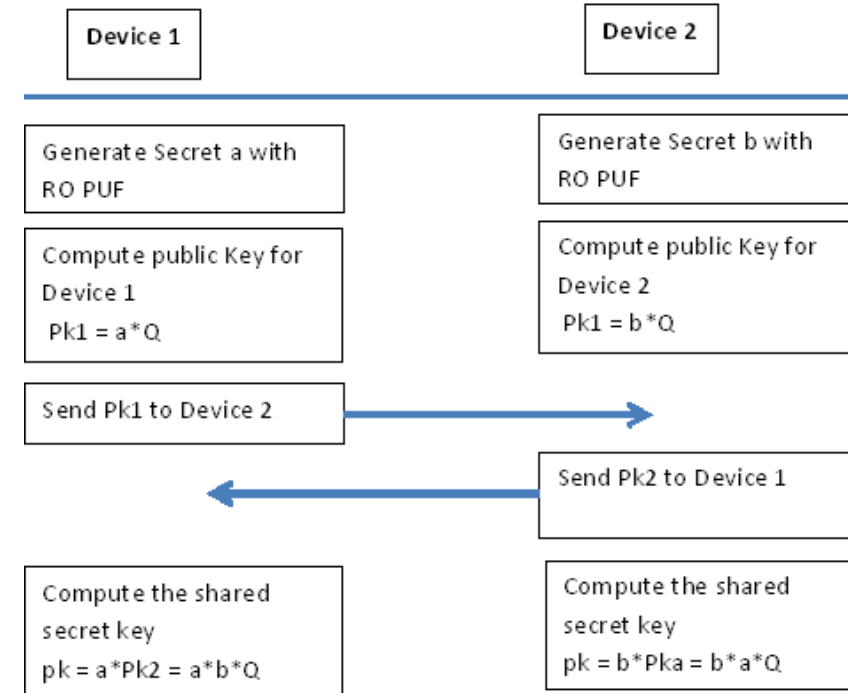 Device 1
Device 2
Generate Secret a with
RO PUF
Generate Secret b with
RO PUF
Compute public Key for
Device 1
Pk1 = a*Q
Compute public Key for
Device 2
Pk1 = b*Q
Send Pk1 to Device 2
Send Pk2 to Device 1
Compute the shared
secret key
pk = a*Pk2 = a*b*Q
Compute the shared
secret key
pk = b*Pka = b*a*Q